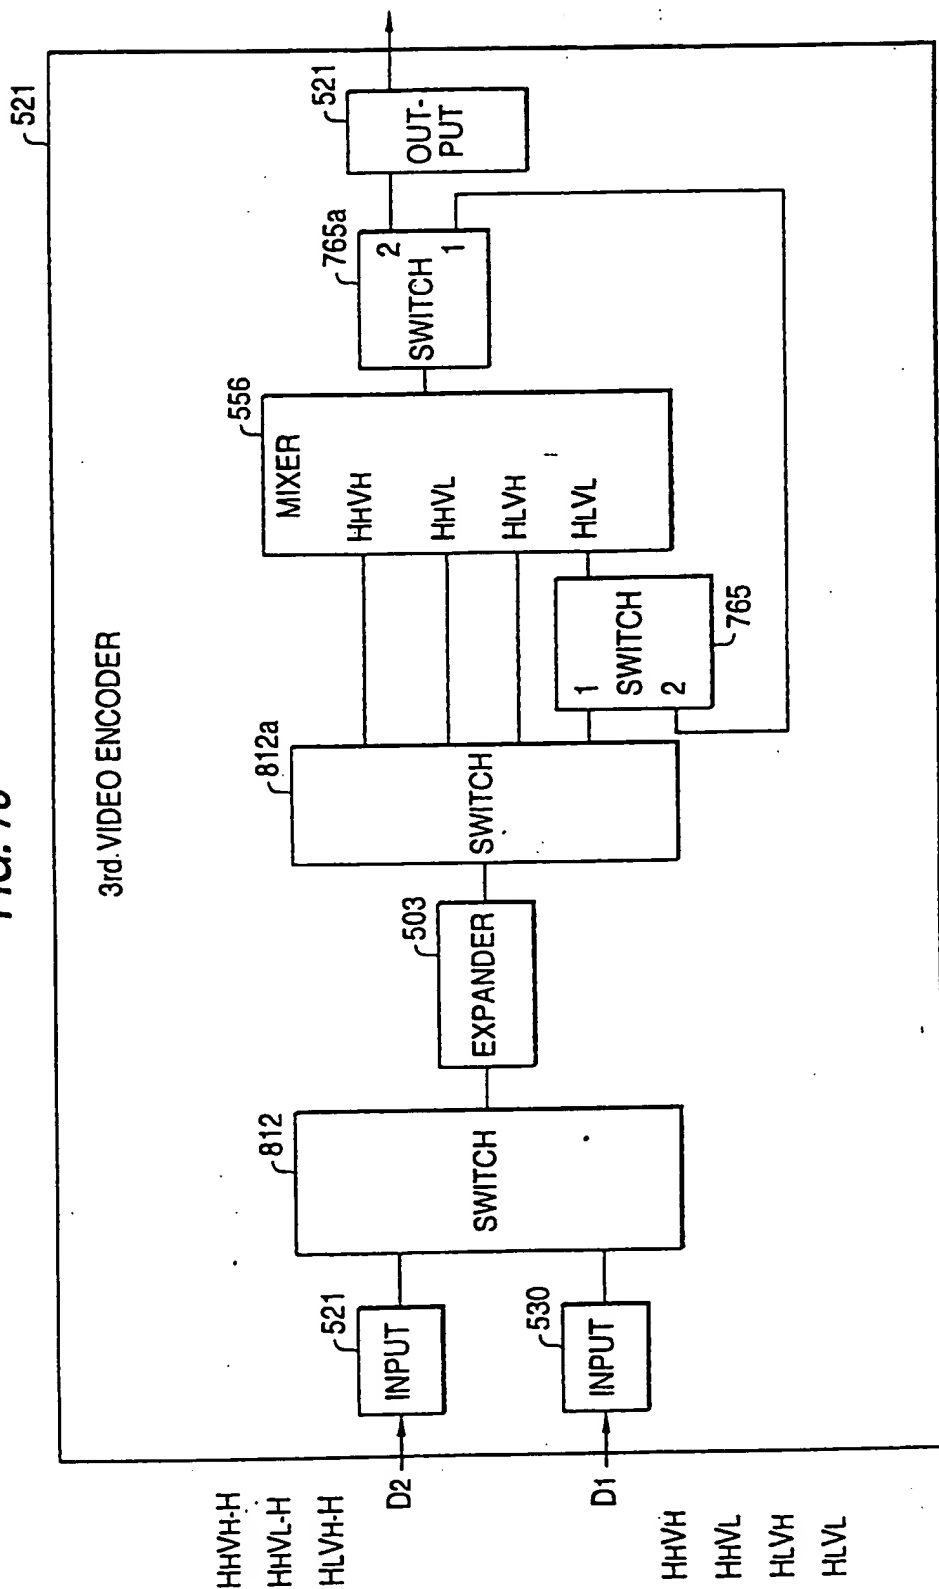 FIG.
521
3rd. VIDEO ENCODER
HHVH-H
HHVL-H
HLVH-H
D2
521
INPUT
D1
530
INPUT
HHVH
HHVL
HLVH
HLVL
812
SWITCH
503
EXPANDER
812a
SWITCH
1
SWITCH
2
765
556
MIXER
HHVH
HHVL
HLVH
HLVL
765a
2
SWITCH
1
521
OUT-
PUT